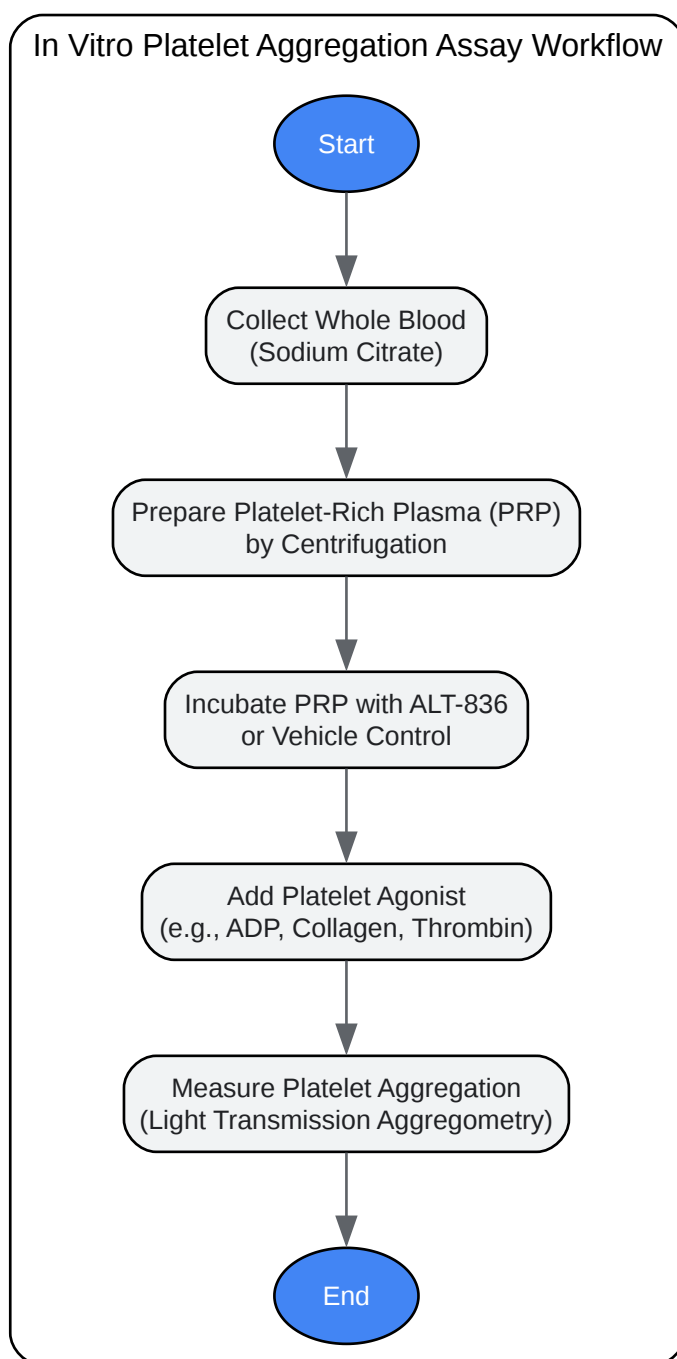 In Vitro Platelet Aggregation Assay Workflow
Start
Collect Whole Blood
(Sodium Citrate)
Prepare Platelet-Rich Plasma (PRP)
by Centrifugation
Incubate PRP with ALT-836
or Vehicle Control
Add Platelet Agonist
(e.g., ADP, Collagen, Thrombin)
Measure Platelet Aggregation
(Light Transmission Aggregometry)
End